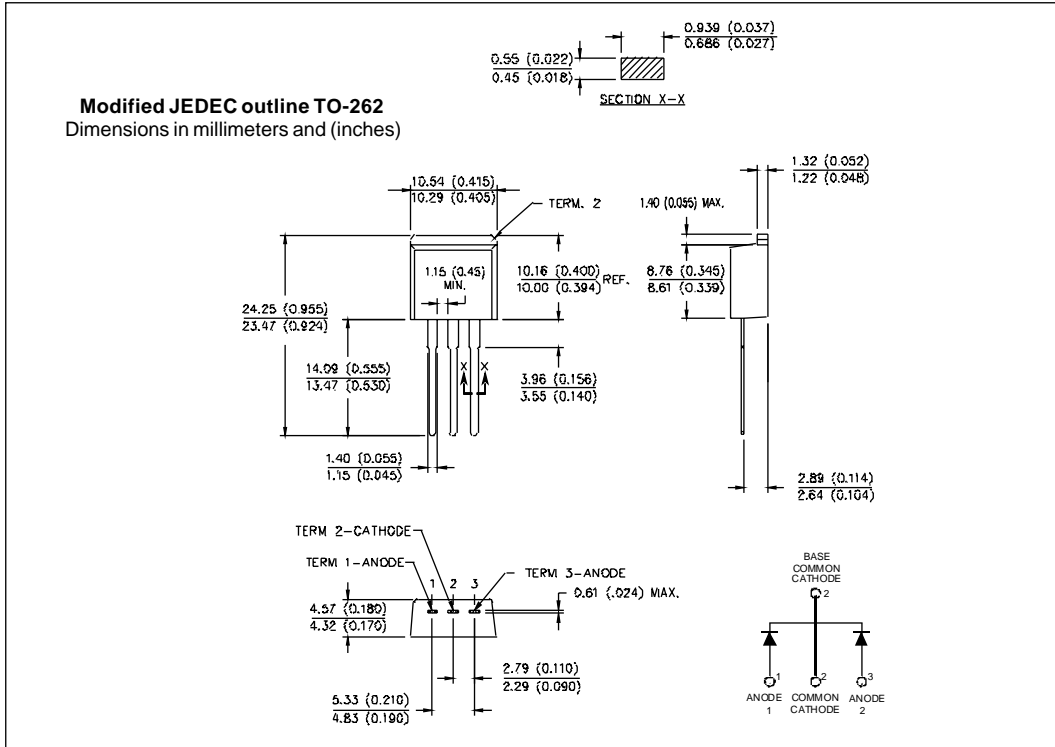 0.939 (0.037)
0.686 (0.027)
0.55 (0.022)
0.45 (0.018)
SECTION X-X
Modified JEDEC outline TO-262
Dimensions in millimeters and (inches)
10.54 (0.415)
10.29 (0.405)
TERM. 2
1.32 (0.052)
1.22 (0.048)
1.40 (0.055) MAX.
1.15 (0.45)
MIN.
10.16 (0.400)
10.00 (0.394) REF.
8.76 (0.345)
8.61 (0.339)
24.25 (0.955)
23.47 (0.924)
14.09 (0.555)
13.47 (0.530)
X X
3.96 (0.156)
3.55 (0.140)
1.40 (0.055)
1.15 (0.045)
2.89 (0.114)
2.64 (0.104)
TERM 2-CATHODE
TERM 1-ANODE
TERM 3-ANODE
1 2 3
0.61 (.024) MAX.
4.57 (0.180)
4.32 (0.170)
2.79 (0.110)
2.29 (0.090)
5.33 (0.210)
4.83 (0.190)
BASE
COMMON
CATHODE
2
1 2 3
ANODE
1
COMMON
CATHODE
ANODE
2